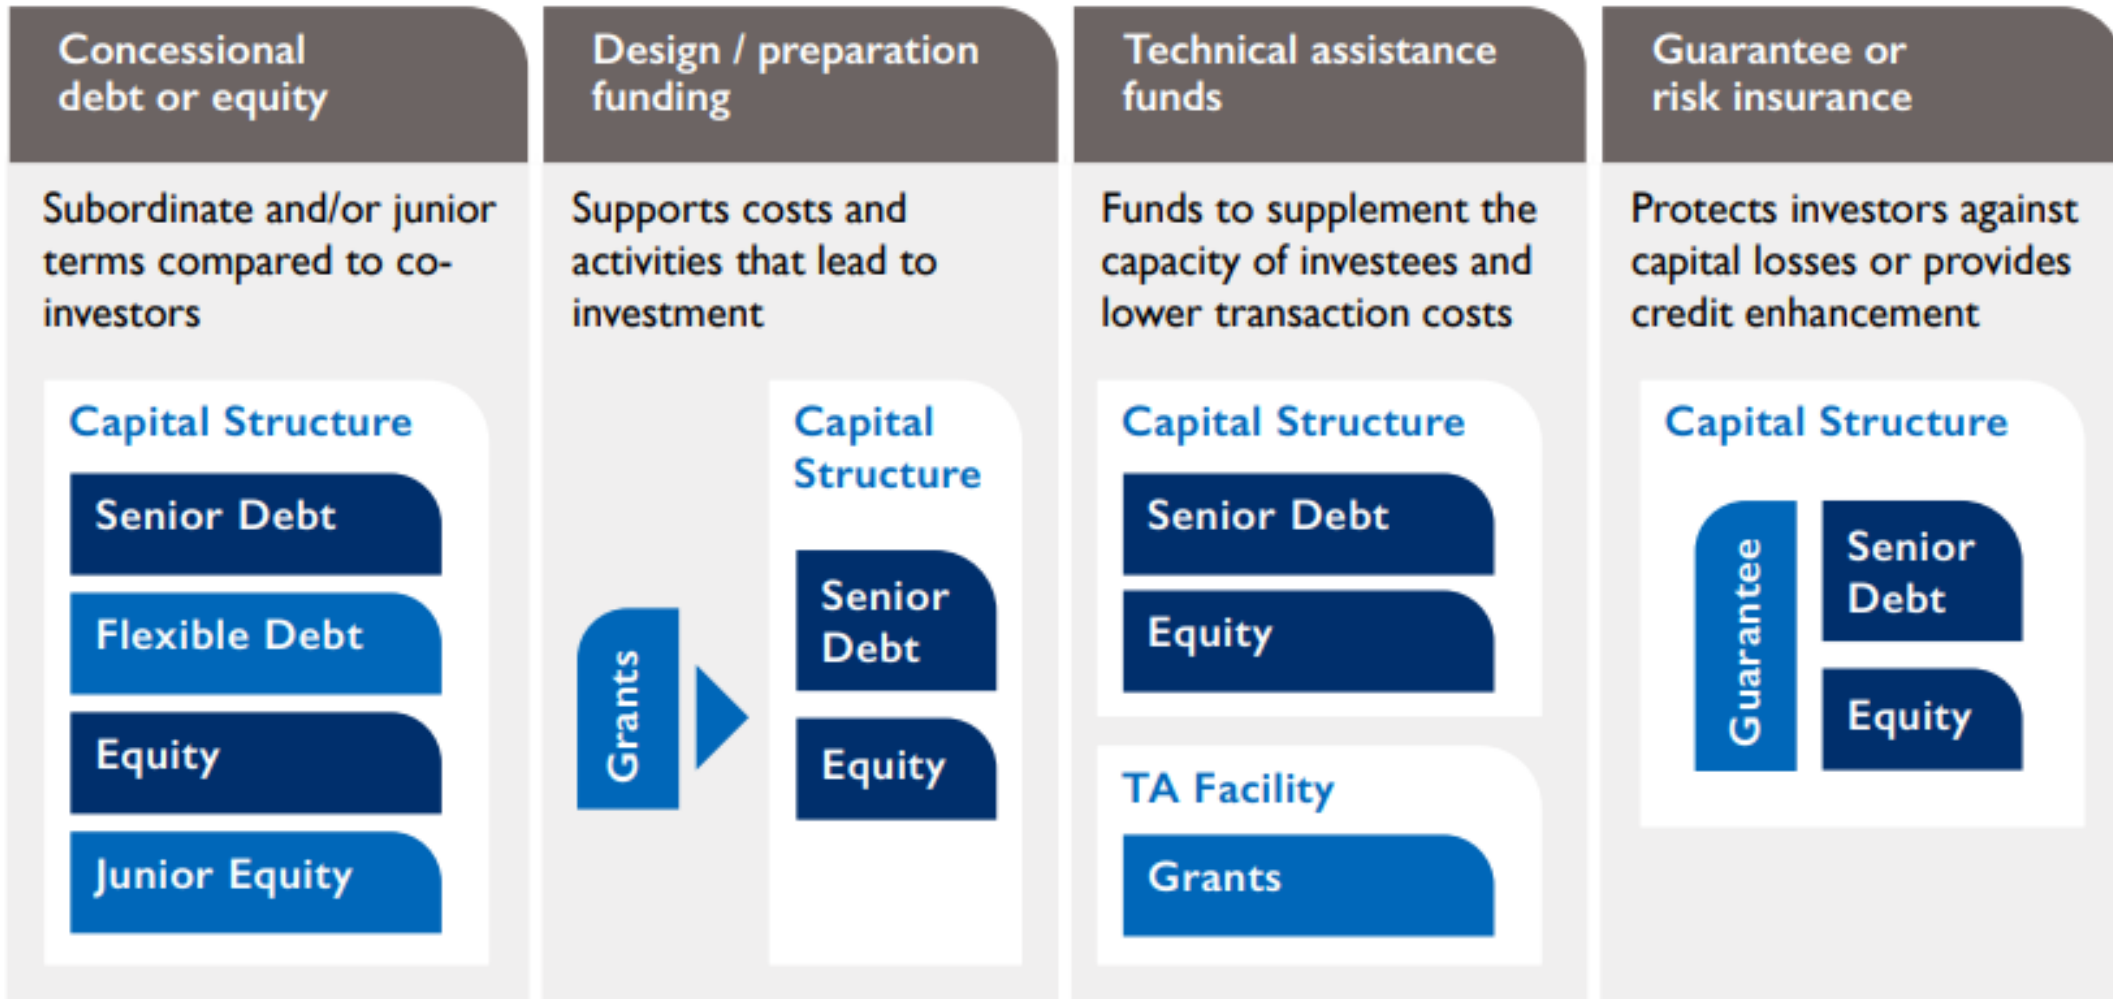 Concessional
debt or equity
Subordinate and/or junior
terms compared to co-
investors
Capital Structure
Senior Debt
Flexible Debt
Equity
Junior Equity
Design / preparation
funding
Supports costs and
activities that lead to
investment
Grants
Capital
Structure
Senior
Debt
Equity
Technical assistance
funds
Funds to supplement the
capacity of investees and
lower transaction costs
Capital Structure
Senior Debt
Equity
TA Facility
Grants
Guarantee or
risk insurance
Protects investors against
capital losses or provides
credit enhancement
Capital Structure
Guarantee
Senior
Debt
Equity